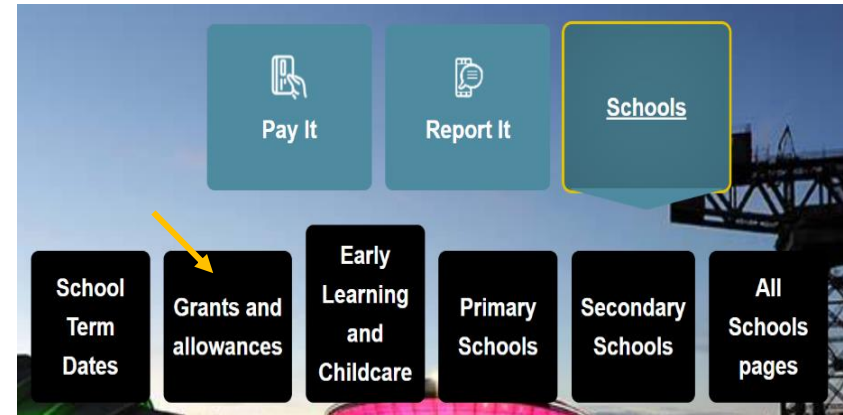 Pay It
Report It
Schools
School
Term
Dates
Grants and
allowances
Early
Learning
and
Childcare
Primary
Schools
Secondary
Schools
All
Schools
pages